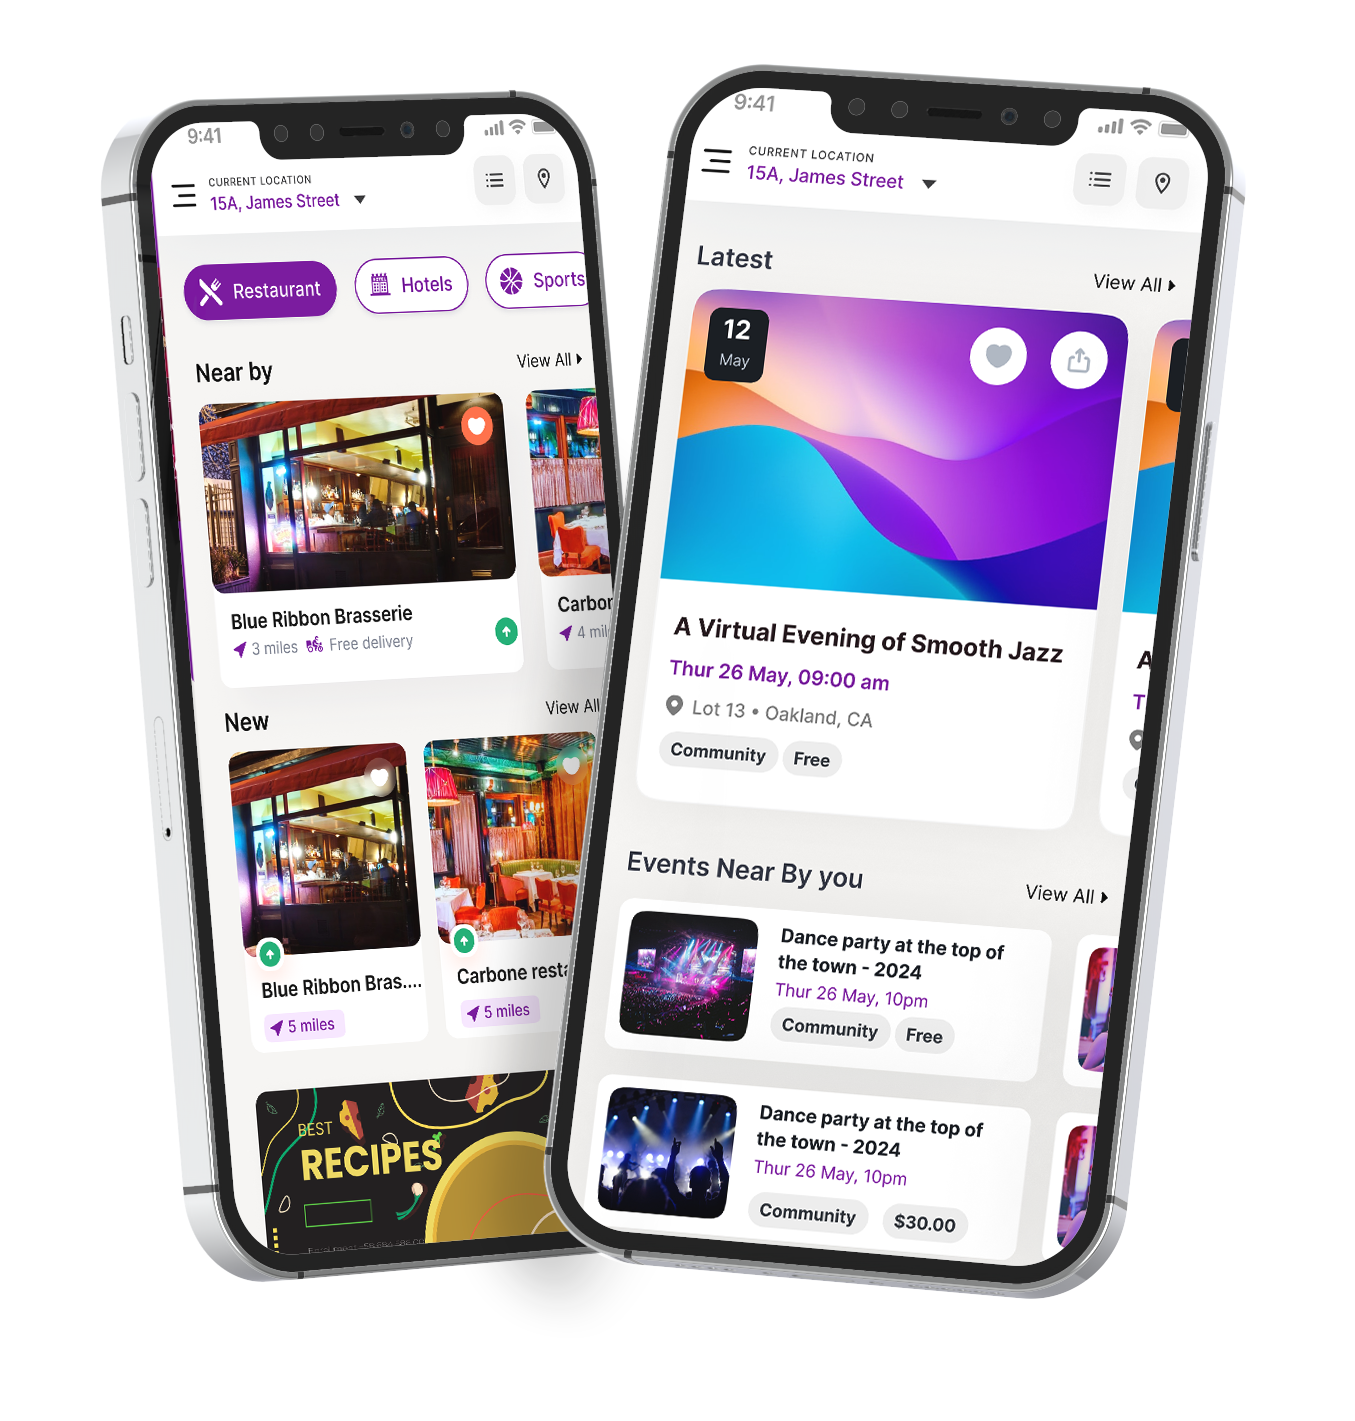 9:41
CURRENT LOCATION
15A, James Street
Restaurant
Hotels
Sports
Near by
View All
Blue Ribbon Brasserie
3 miles
Free delivery
4 mil
New
View All
Blue Ribbon Bras....
5 miles
Carbone resta
5 miles
BEST
RECIPES
9:41
CURRENT LOCATION
15A, James Street
Latest
View All
12
May
A Virtual Evening of Smooth Jazz
Thur 26 May, 09:00 am
Lot 13 • Oakland, CA
Community
Free
A
T
Events Near By you
View All
Dance party at the top of
the town - 2024
Thur 26 May, 10pm
Community
Free
Dance party at the top of
the town - 2024
Thur 26 May, 10pm
Community
$30.00